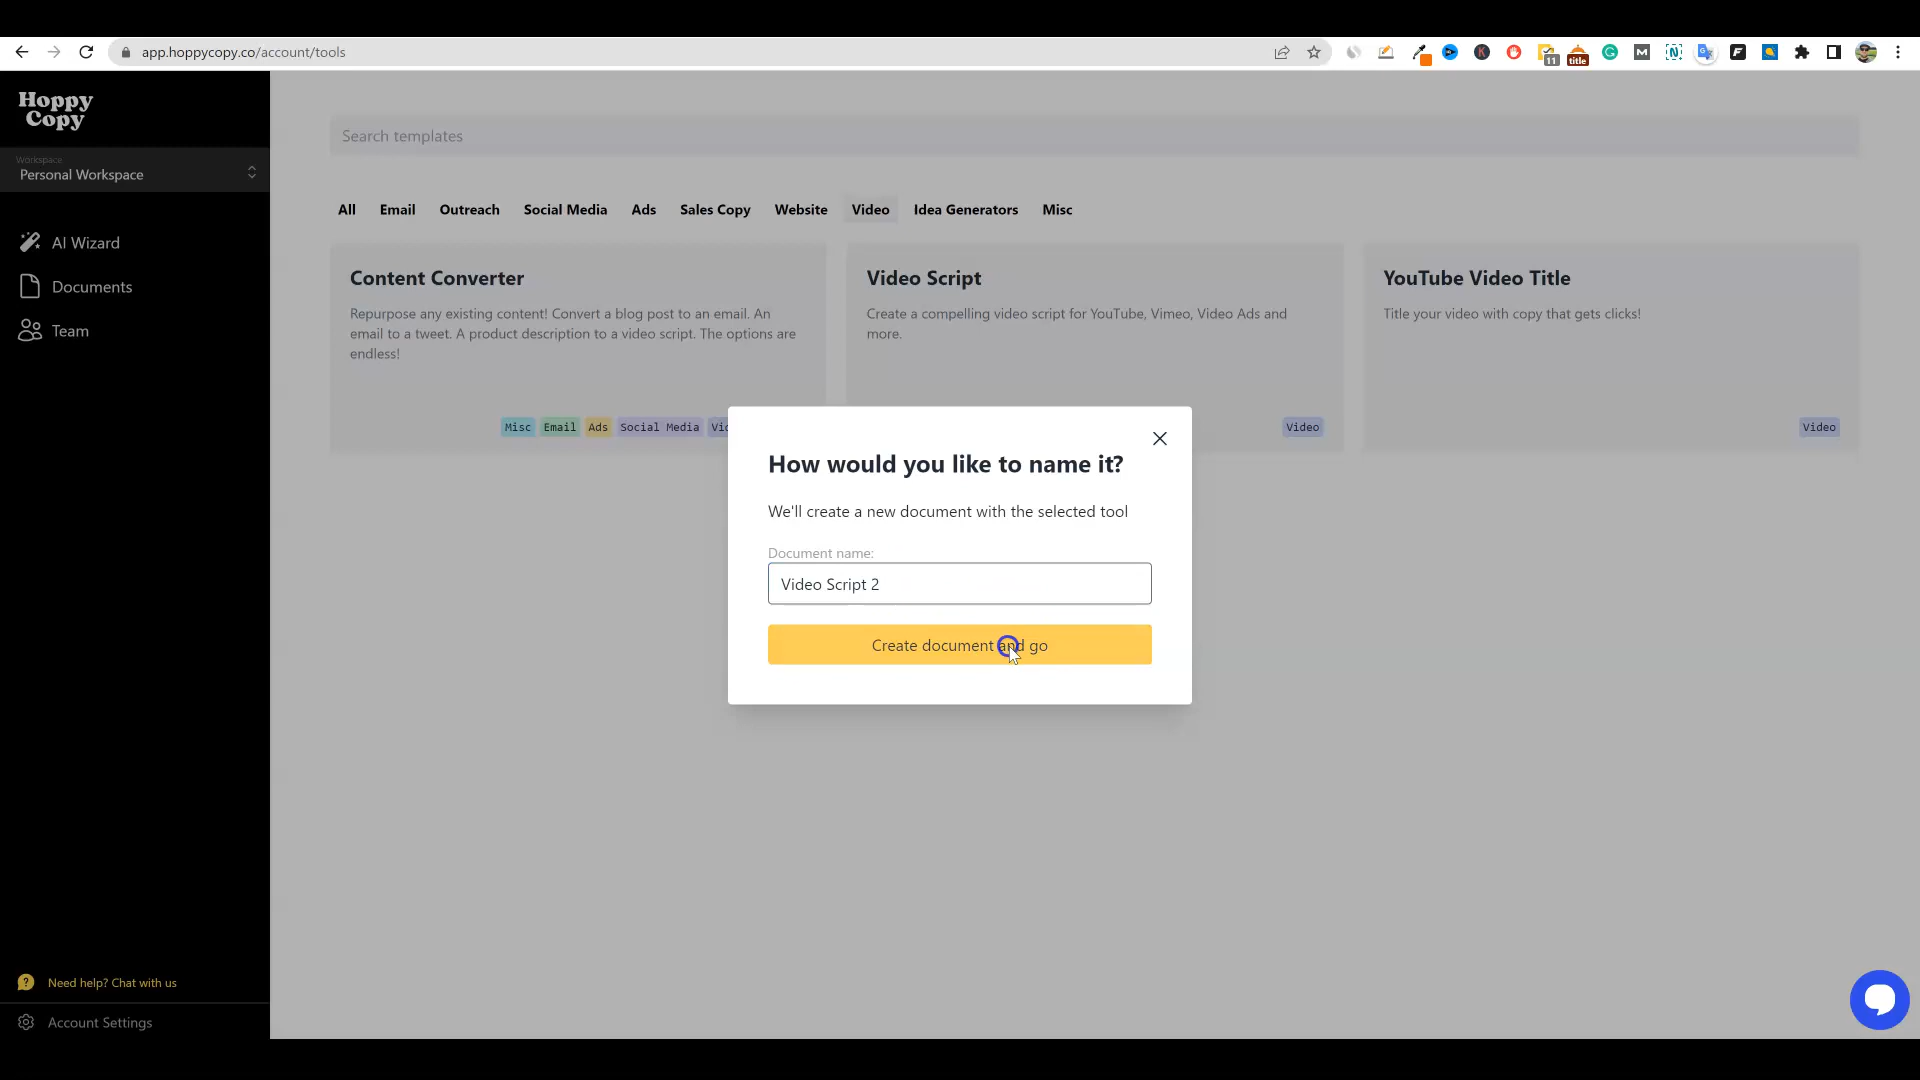 app.hoppycopy.co/account/tools
11
title
Hoppy
Copy
Workspace
Personal Workspace
AI Wizard
Documents
Team
Search templates
All Email Outreach Social Media Ads Sales Copy Website Video Idea Generators Misc
Content Converter
Repurpose any existing content! Convert a blog post to an email. An
email to a tweet. A product description to a video script. The options are
endless!
Misc Email Ads Social Media
Video Script
Create a compelling video script for YouTube, Vimeo, Video Ads and
more.
Video
YouTube Video Title
Title your video with copy that gets clicks!
Video
How would you like to name it?
We'll create a new document with the selected tool
Document name:
Video Script 2
Create document and go
Need help? Chat with us
Account Settings